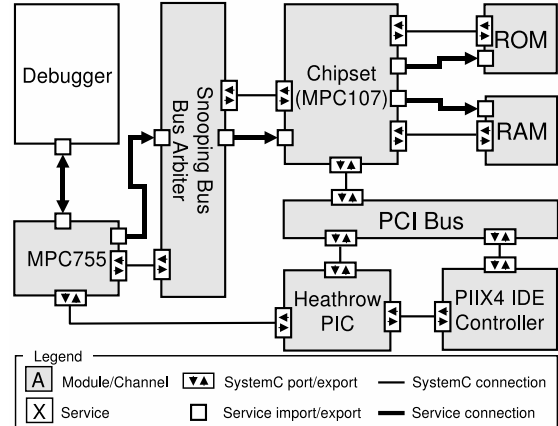 Debugger
Snooping Bus
Bus Arbiter
Chipset
(MPC107)
ROM
RAM
MPC755
PCI Bus
Heathrow
PIC
PIIX4 IDE
Controller
Legend
A Module/Channel
SystemC port/export
SystemC connection
X Service
Service import/export
Service connection